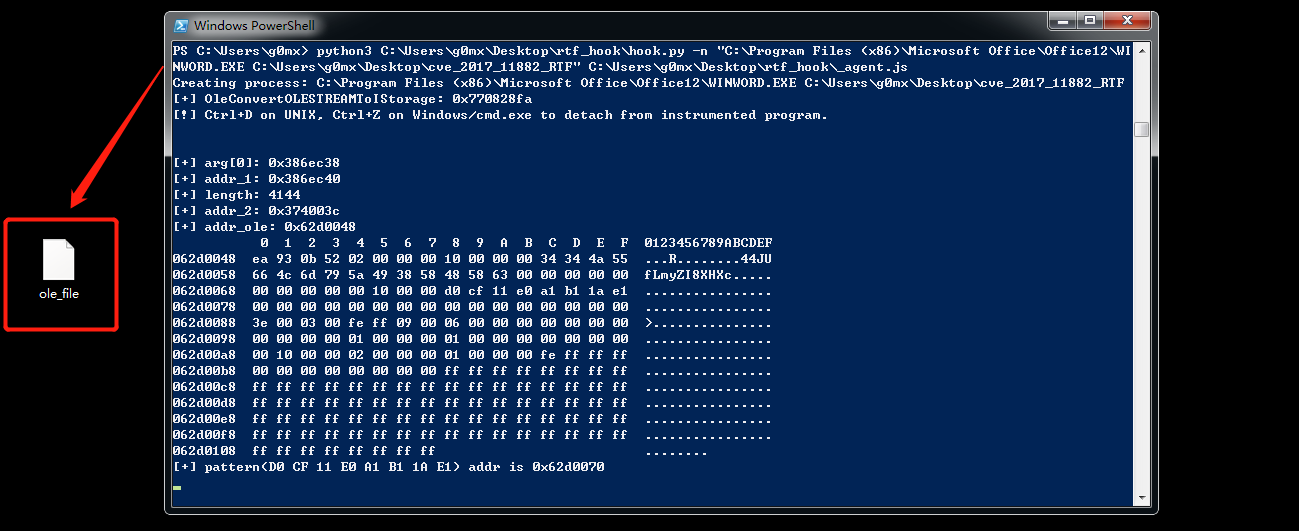 Windows PowerShell
PS C:\Users\g0mx> python3 C:\Users\g0mx\Desktop\rtf_hook\hook.py -n "C:\Program Files (x86)\Microsoft Office\Office12\WI
NWORD.EXE C:\Users\g0mx\Desktop\cve_2017_11882_RTF" C:\Users\g0mx\Desktop\rtf_hook\_agent.js
Creating process: C:\Program Files (x86)\Microsoft Office\Office12\WINWORD.EXE C:\Users\g0mx\Desktop\cve_2017_11882_RTF
[+] OleConvertOLESTREAMToIStorage: 0x770828fa
[!] Ctrl+D on UNIX, Ctrl+Z on Windows/cmd.exe to detach from instrumented program.
[+] arg[0]: 0x386ec38
[+] addr_1: 0x386ec40
[+] length: 4144
[+] addr_2: 0x374003c
[+] addr_ole: 0x62d0048
0 1 2 3 4 5 6 7 8 9 A B C D E F 0123456789ABCDEF
062d0048 ea 93 0b 52 02 00 00 00 10 00 00 00 34 34 4a 55 ...R........44JU
062d0058 66 4c 6d 79 5a 49 38 58 48 58 63 00 00 00 00 00 fLmyZI8XHXc.....
062d0068 00 00 00 00 00 10 00 00 d0 cf 11 e0 a1 b1 1a e1 ................
062d0078 00 00 00 00 00 00 00 00 00 00 00 00 00 00 00 00 ................
062d0088 3e 00 03 00 fe ff 09 00 06 00 00 00 00 00 00 00 >...............
062d0098 00 00 00 00 01 00 00 00 01 00 00 00 00 00 00 00 ................
062d00a8 00 10 00 00 02 00 00 00 01 00 00 00 fe ff ff ff ................
062d00b8 00 00 00 00 00 00 00 00 ff ff ff ff ff ff ff ff ................
062d00c8 ff ff ff ff ff ff ff ff ff ff ff ff ff ff ff ff ................
062d00d8 ff ff ff ff ff ff ff ff ff ff ff ff ff ff ff ff ................
062d00e8 ff ff ff ff ff ff ff ff ff ff ff ff ff ff ff ff ................
062d00f8 ff ff ff ff ff ff ff ff ff ff ff ff ff ff ff ff ................
062d0108 ff ff ff ff ff ff ff ff ........
[+] pattern(D0 CF 11 E0 A1 B1 1A E1) addr is 0x62d0070
ole_file